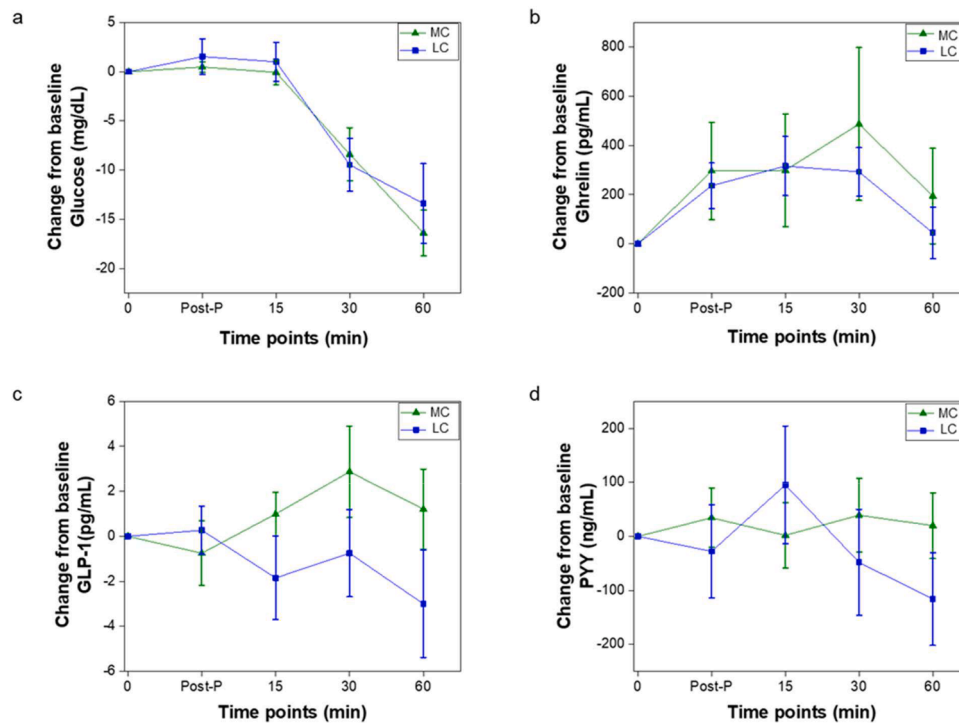 a
MC
LC
Change from baseline
Glucose (mg/dL)
5
0
-5
-10
-15
-20
0 Post-P 15 30 60
Time points (min)
b
MC
LC
Change from baseline
Ghrelin (pg/mL)
800
600
400
200
0
-200
0 Post-P 15 30 60
Time points (min)
c
MC
LC
Change from baseline
GLP-1(pg/mL)
6
4
2
0
-2
-4
-6
0 Post-P 15 30 60
Time points (min)
d
MC
LC
Change from baseline
PYY (ng/mL)
200
100
0
-100
-200
0 Post-P 15 30 60
Time points (min)